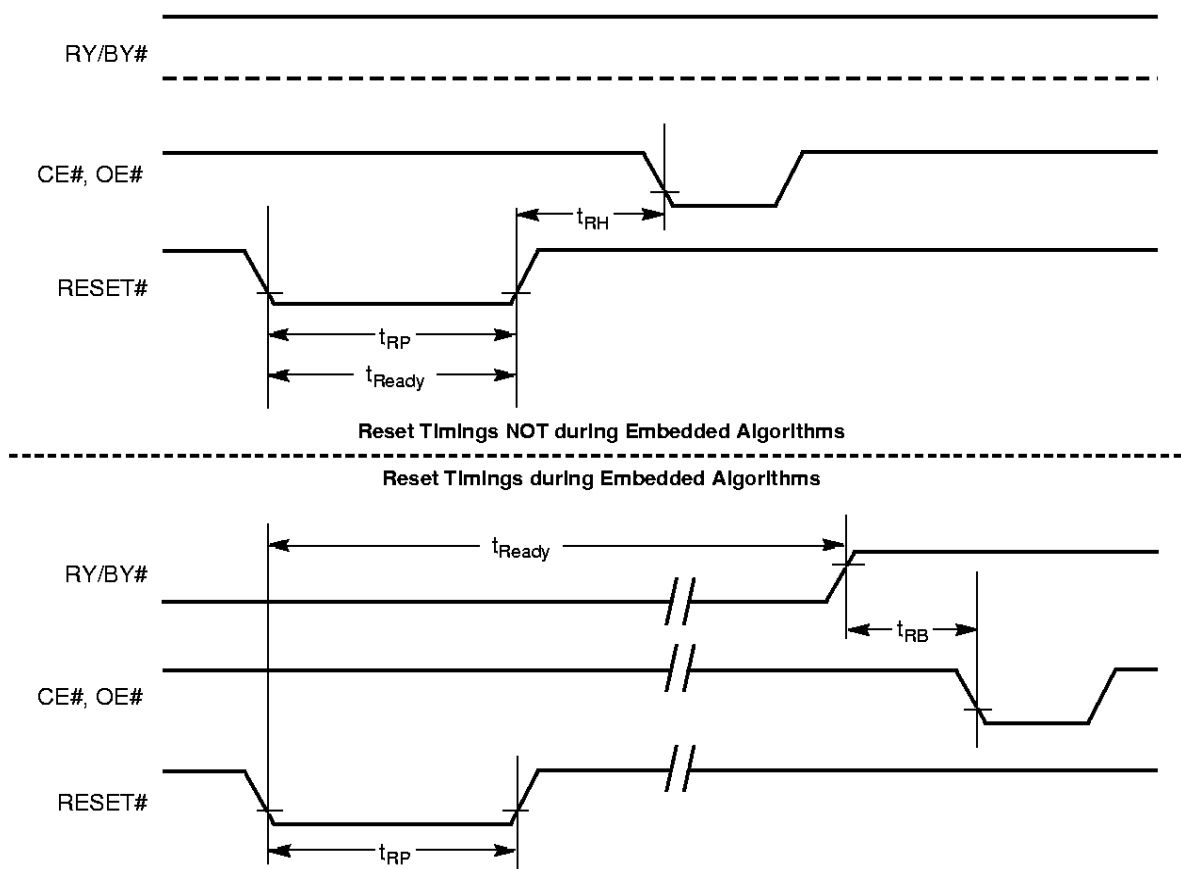 RY/BY#
CE#, OE#
tRH
RESET#
tRP
tReady
Reset Timings NOT during Embedded Algorithms
Reset Timings during Embedded Algorithms
tReady
RY/BY#
tRB
CE#, OE#
RESET#
tRP